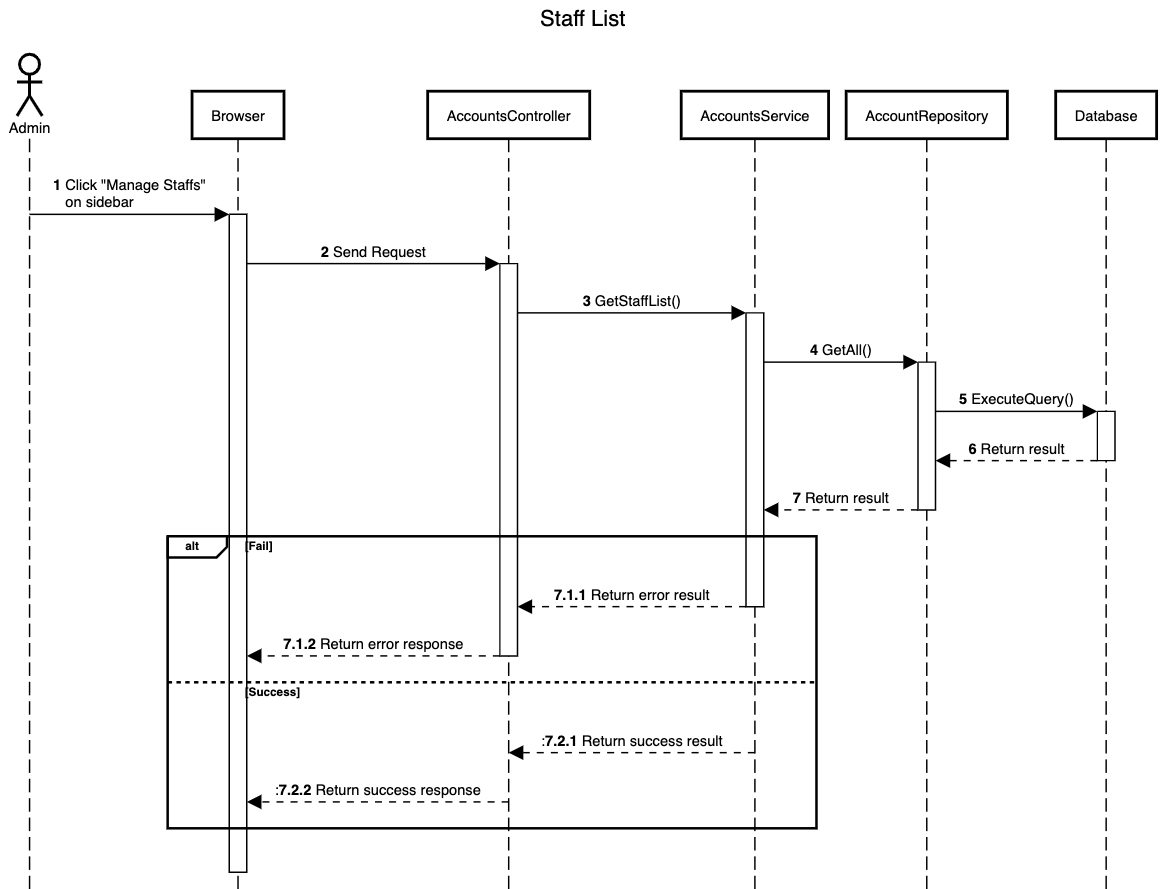 Staff List
Admin
Browser
AccountsController
AccountsService
AccountRepository
Database
1 Click "Manage Staffs"
on sidebar
2 Send Request
3 GetStaffList()
4 GetAll()
5 ExecuteQuery()
6 Return result
7 Return result
alt
[Fail]
7.1.1 Return error result
7.1.2 Return error response
[Success]
:7.2.1 Return success result
:7.2.2 Return success response